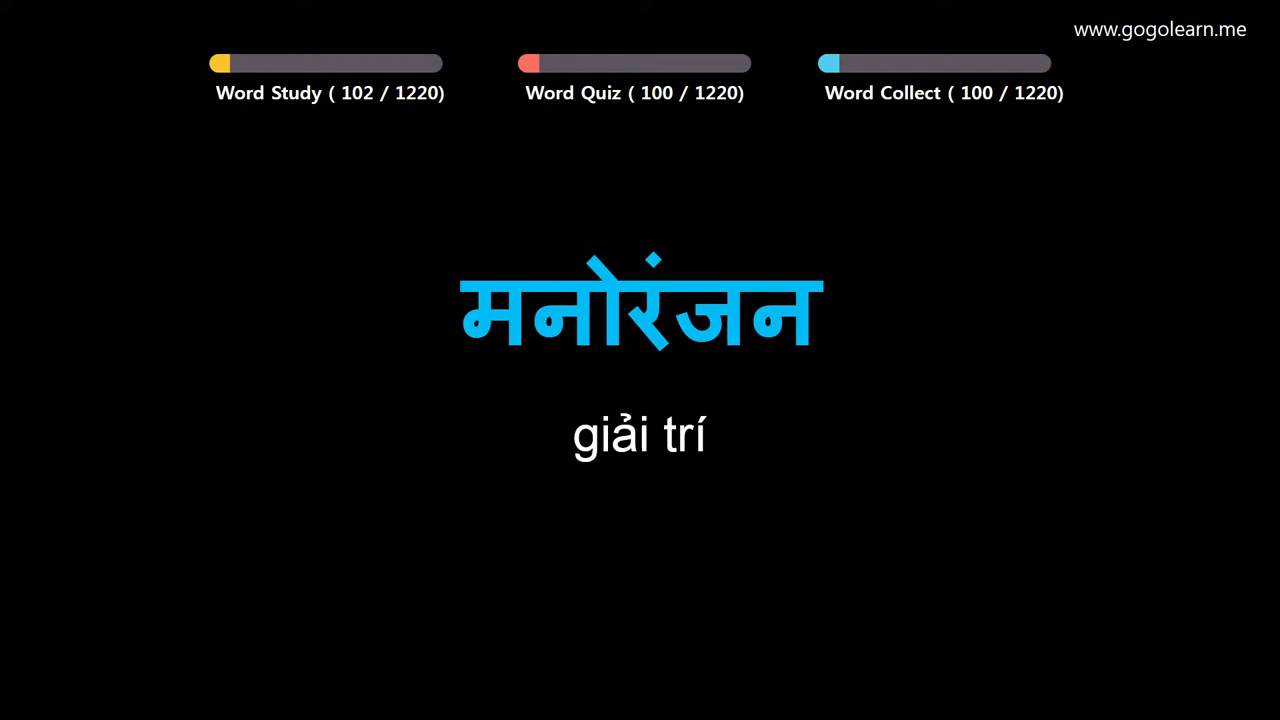 www.gogolearn.me
Word Study ( 102 / 1220)
Word Quiz ( 100 / 1220)
Word Collect ( 100 / 1220)
मनोरंजन
giải trí